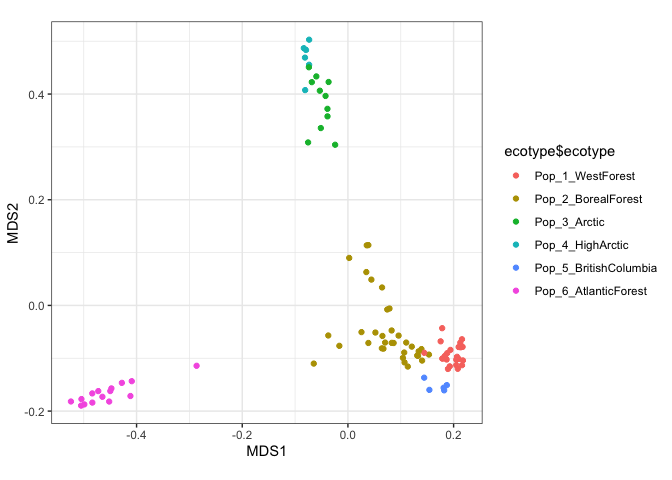 0.4
0.2
0.0
-0.2
MDS2
-0.4
-0.2
0.0
0.2
MDS1
ecotype$ecotype
Pop_1_WestForest
Pop_2_BorealForest
Pop_3_Arctic
Pop_4_HighArctic
Pop_5_BritishColumbia
Pop_6_AtlanticForest